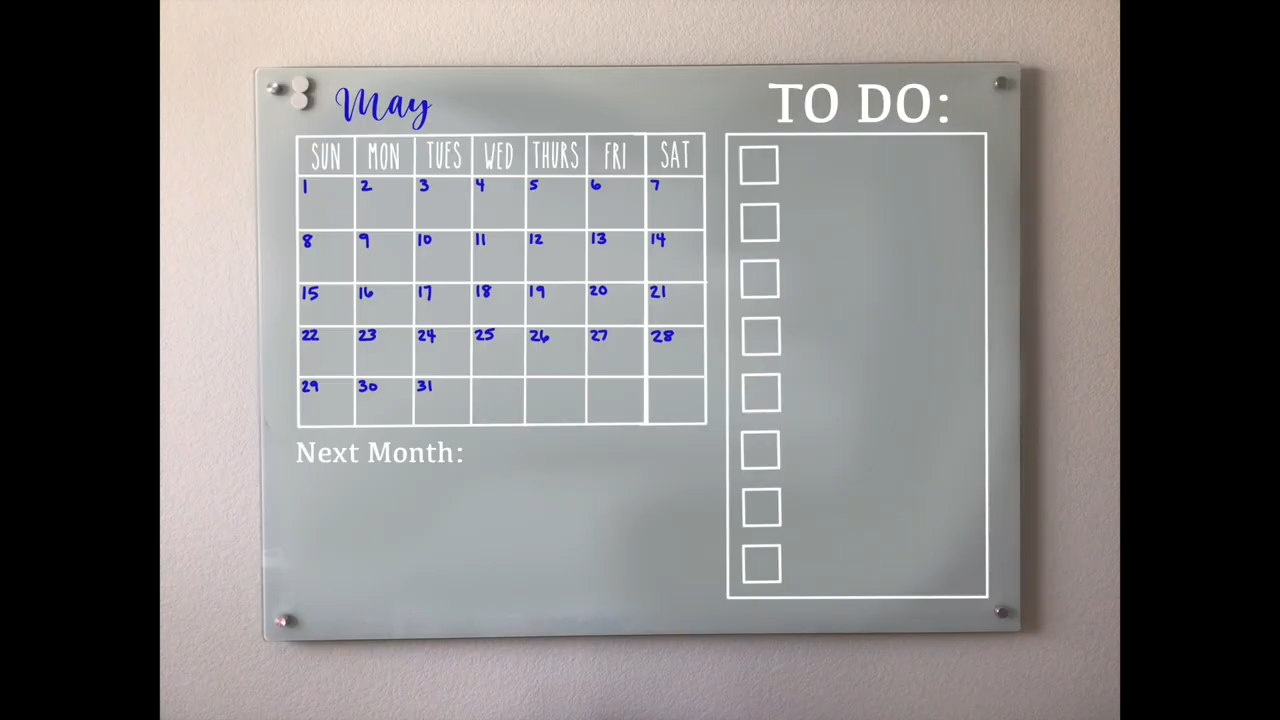 May
SUN MON TUES WED THURS FRI SAT
1 2 3 4 5 6 7
8 9 10 11 12 13 14
15 16 17 18 19 20 21
22 23 24 25 26 27 28
29 30 31
Next Month:
TO DO: